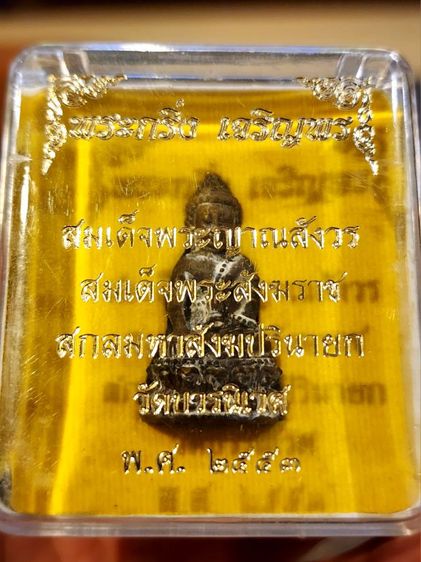 พระกริ่ง เจริญพร
สมเด็จพระญาณสังวร
สมเด็จพระสังฆราช
สกลมหาสังฆปรินายก
วัดบวรนิเวศ
พ.ศ. ๒๕๕๓